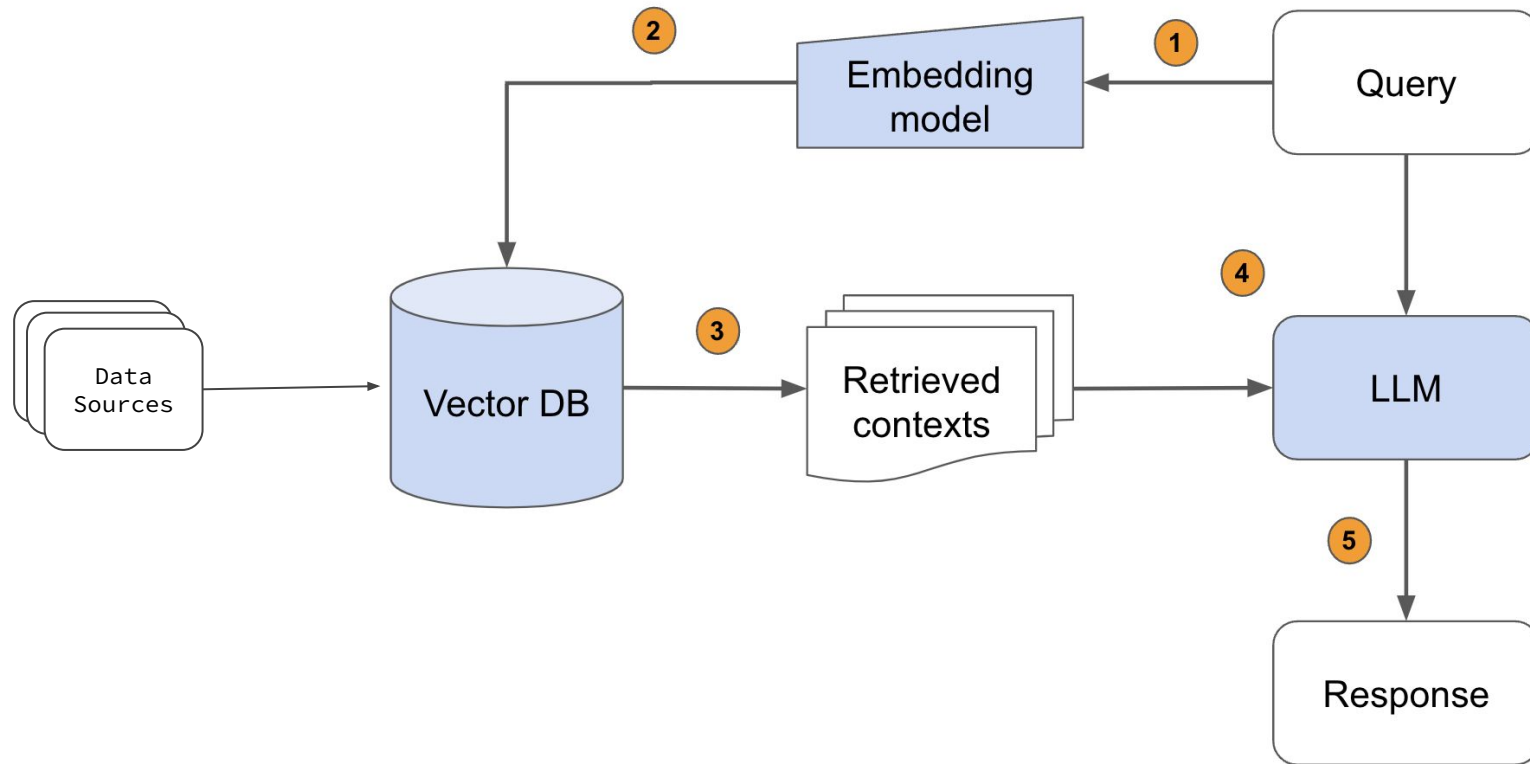 2
1
Embedding
model
Query
4
3
Data
Sources
Vector DB
Retrieved
contexts
LLM
5
Response